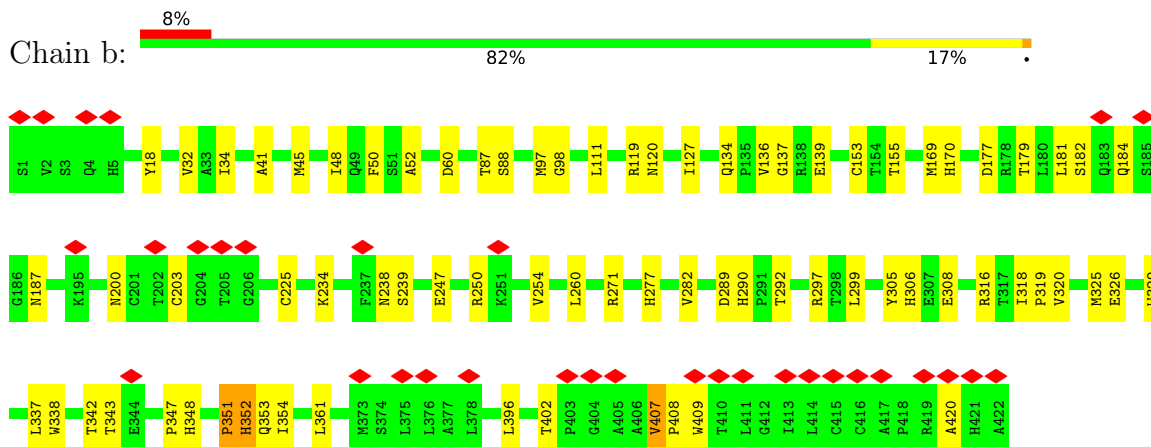 8%
Chain b:
82% 17% •
S1 V2 S3 Q4 H5 Y18 V32 A33 I34 A41 M45 I48 Q49 F50 S51 A52 D60 T87 S88 M97 G98 L111 R119 N120 I127 Q134 P135 V136 G137 R138 E139 C153 T154 T155 M169 H170 D177 R178 T179 L180 L181 S182 Q183 Q184 S185
G186 N187 K195 N200 C201 T202 C203 G204 T205 G206 C225 K234 F237 N238 S239 E247 R250 K251 V254 L260 R271 H277 V282 D289 H290 P291 T292 R297 T298 L299 Y305 H306 E307 E308 R316 T317 I318 P319 V320 M325 E326
L337 W338 T342 T343 E344 P347 H348 P351 H352 Q353 I354 L361 M373 S374 L375 L376 A377 L378 L396 T402 P403 G404 A405 A406 V407 P408 W409 T410 L411 G412 I413 L414 C415 C416 A417 P418 R419 A420 H421 A422